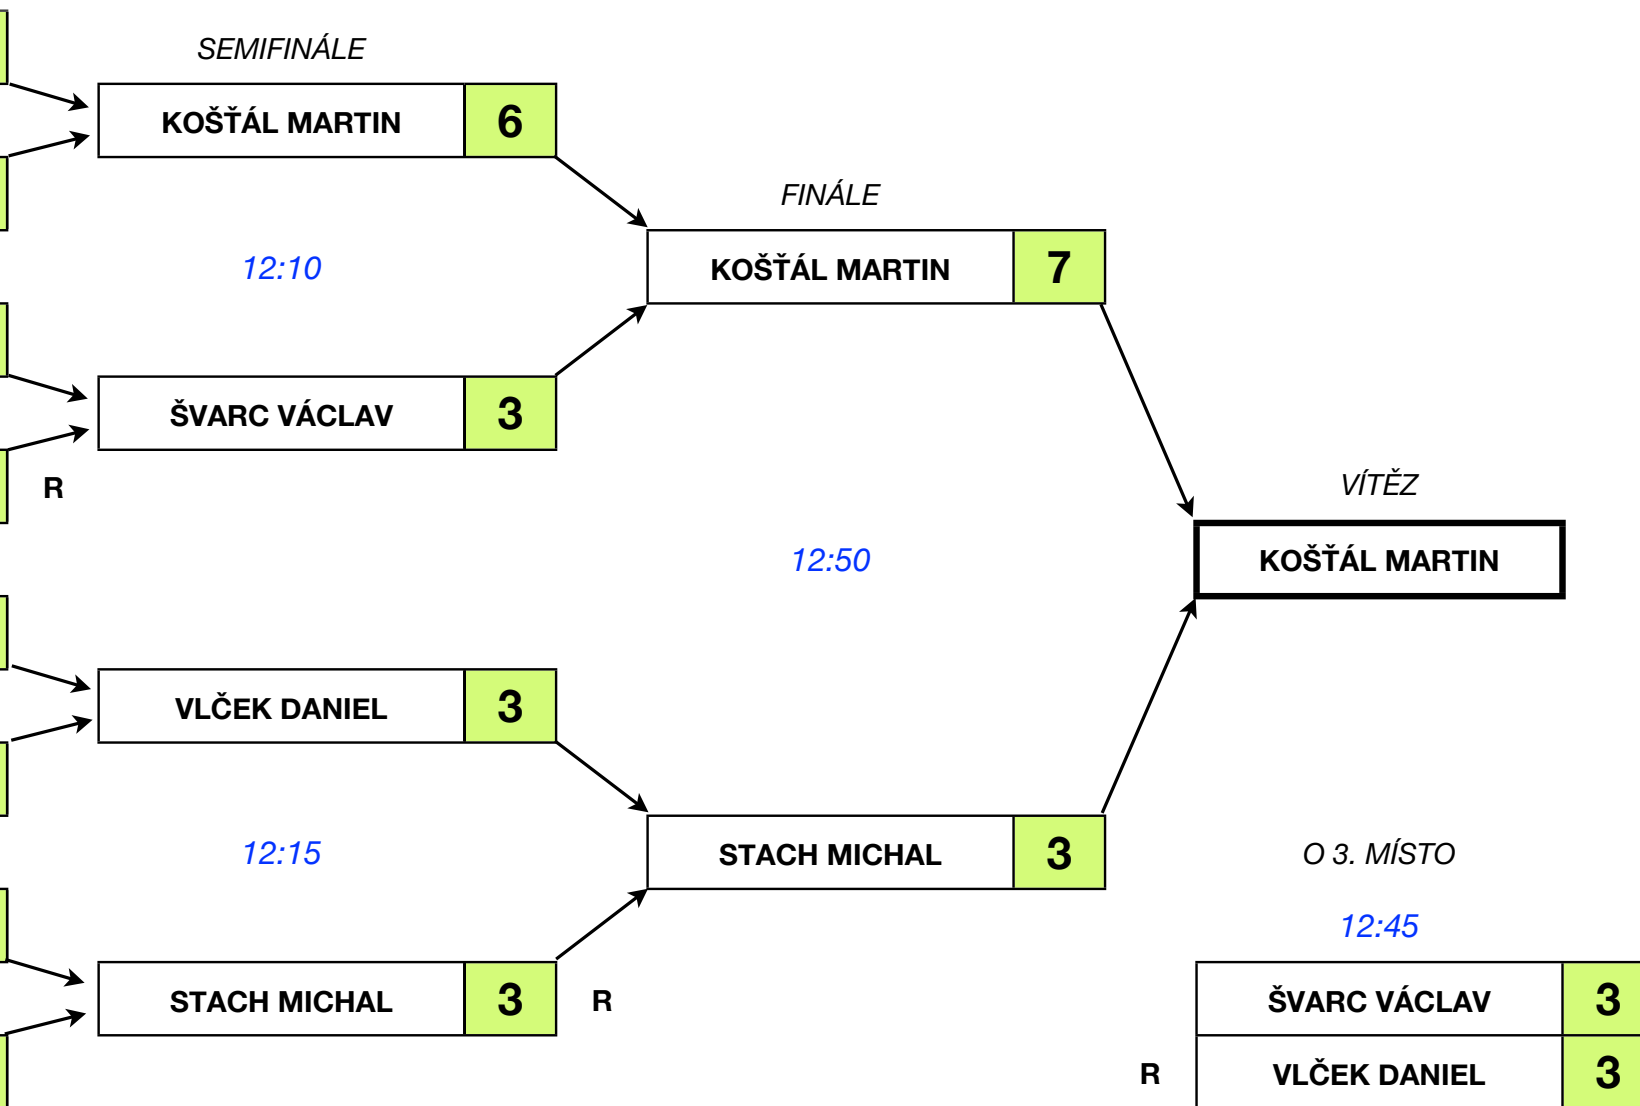 SEMIFINÁLE
KOŠŤÁL MARTIN 6
FINÁLE
12:10
KOŠŤÁL MARTIN 7
ŠVARC VÁCLAV 3
R
VÍTĚZ
12:50
KOŠŤÁL MARTIN
VLČEK DANIEL 3
12:15
STACH MICHAL 3
O 3. MÍSTO
12:45
STACH MICHAL 3 R
ŠVARC VÁCLAV 3
R VLČEK DANIEL 3